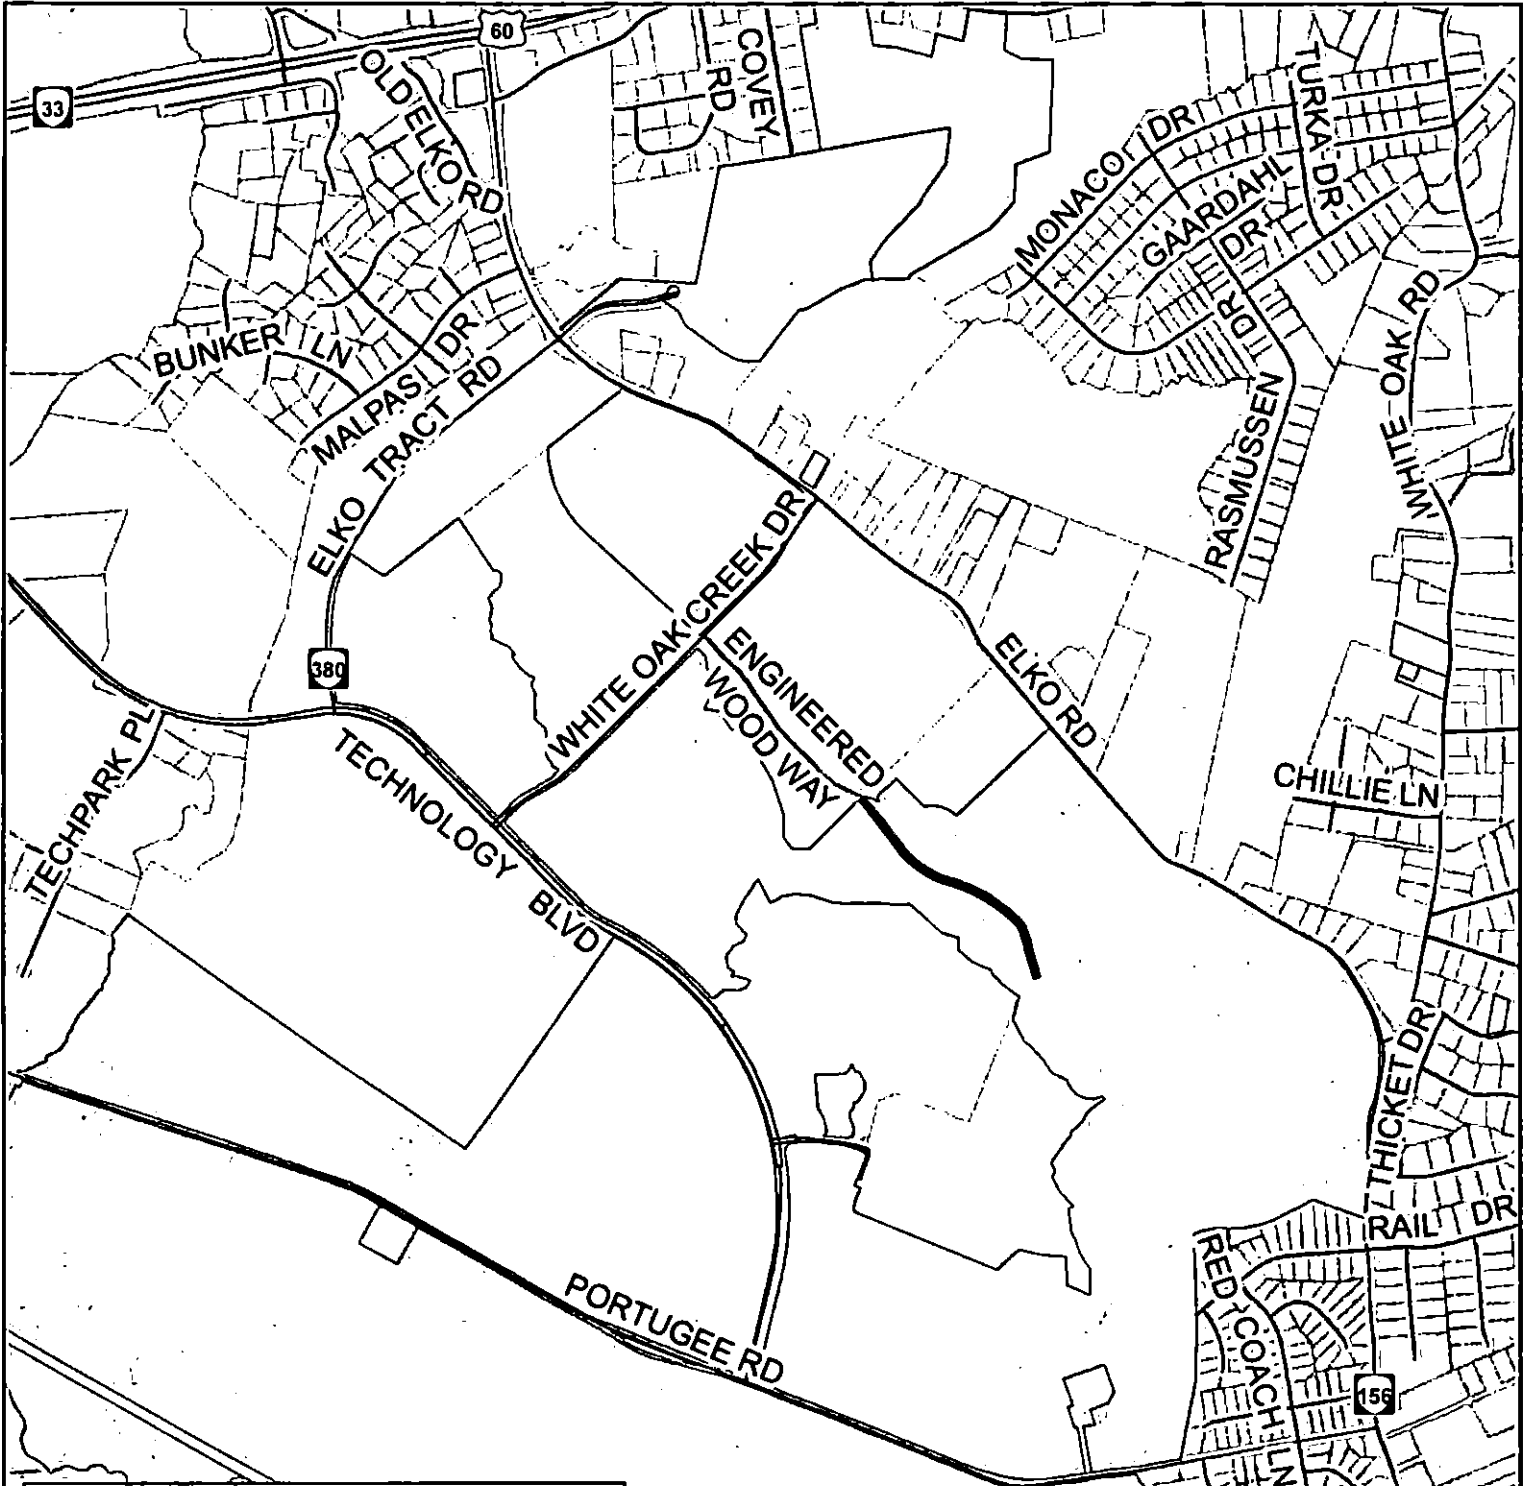 60
33
OLD ELKO RD
COVEY
RD
TURKA DR
MONACO DR
GAARDAHL
DR
BUNKER LN
MALPAS DR
ELKO TRACT RD
DR
RASMUSSEN
WHITE OAK RD
WHITE OAK CREEK DR
ENGINEERED
WOOD WAY
ELKO RD
380
TECHPARK PL
TECHNOLOGY BLVD
CHILLIE LN
THICKET DR
RAIL DR
RED COACH LN
PORTUGEE RD
156